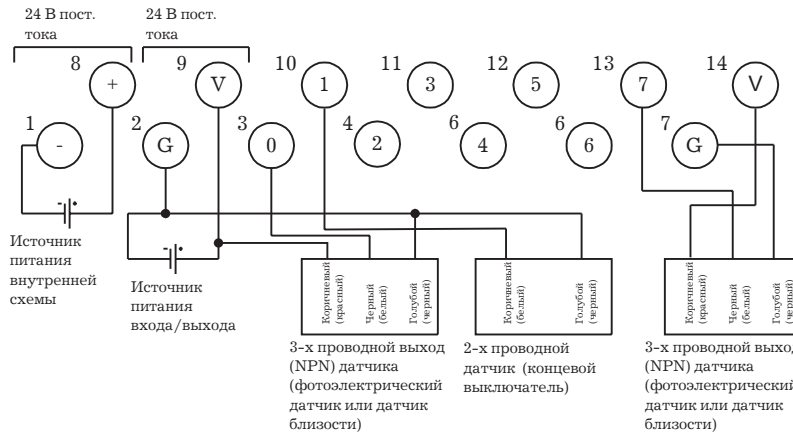 24 В пост.
тока
24 В пост.
тока
8
+
9
V
10
1
11
3
12
5
13
7
14
V
1
-
2
G
3
0
4
2
6
4
6
6
7
G
- +
Источник
питания
внутренней
схемы
- +
Источник
питания
входа/выхода
Коричневый
(красный)
Черный
(белый)
Голубой
(черный)
3-х проводной выход
(NPN) датчика
(фотоэлектрический
датчик или датчик
близости)
Коричневый
(белый)
Голубой
(черный)
2-х проводной
датчик (концевой
выключатель)
Коричневый
(красный)
Черный
(белый)
Голубой
(черный)
3-х проводной выход
(NPN) датчика
(фотоэлектрический
датчик или датчик
близости)